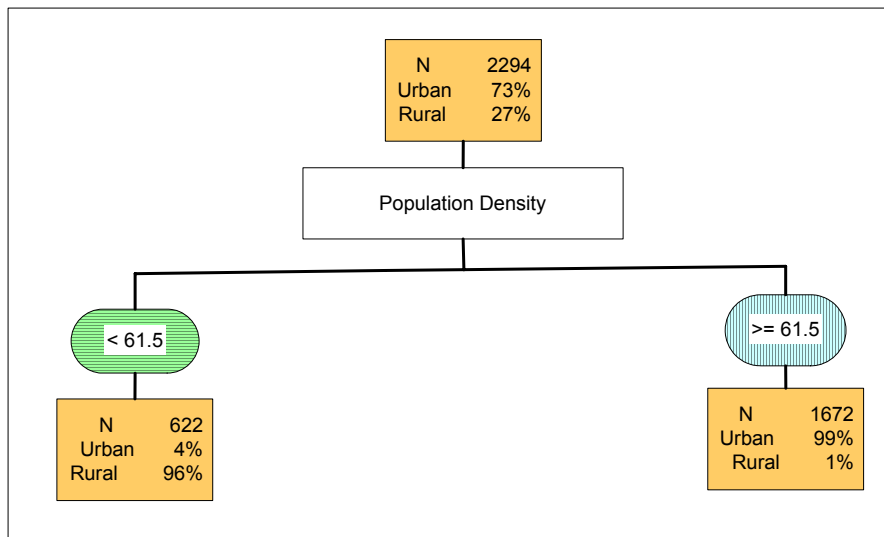 N 2294
Urban 73%
Rural 27%
Population Density
< 61.5
>= 61.5
N 622
Urban 4%
Rural 96%
N 1672
Urban 99%
Rural 1%